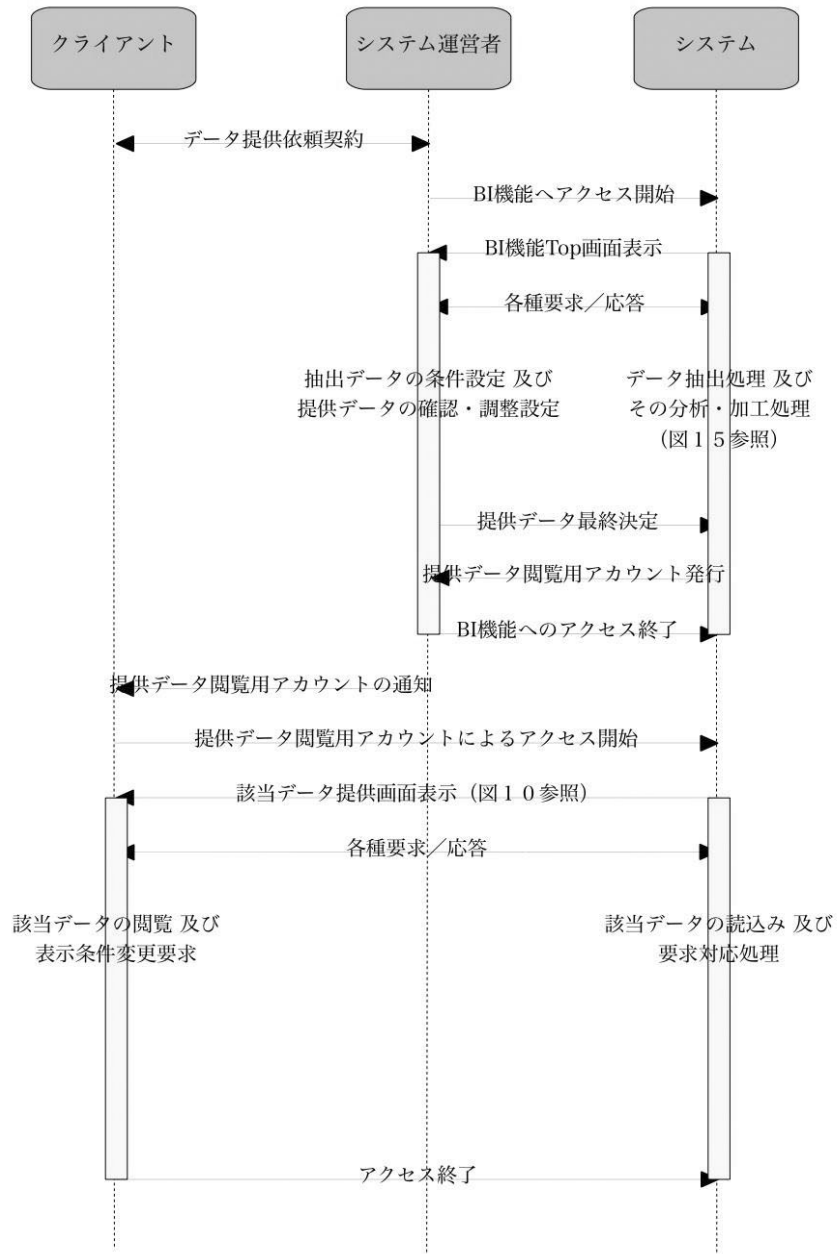 クライアント
システム運営者
システム
データ提供依頼契約
BI機能へアクセス開始
BI機能Top画面表示
各種要求／応答
抽出データの条件設定 及び
提供データの確認・調整設定
データ抽出処理 及び
その分析・加工処理
（図１５参照）
提供データ最終決定
提供データ閲覧用アカウント発行
BI機能へのアクセス終了
提供データ閲覧用アカウントの通知
提供データ閲覧用アカウントによるアクセス開始
該当データ提供画面表示（図１０参照）
各種要求／応答
該当データの閲覧 及び
表示条件変更要求
該当データの読込み 及び
要求対応処理
アクセス終了